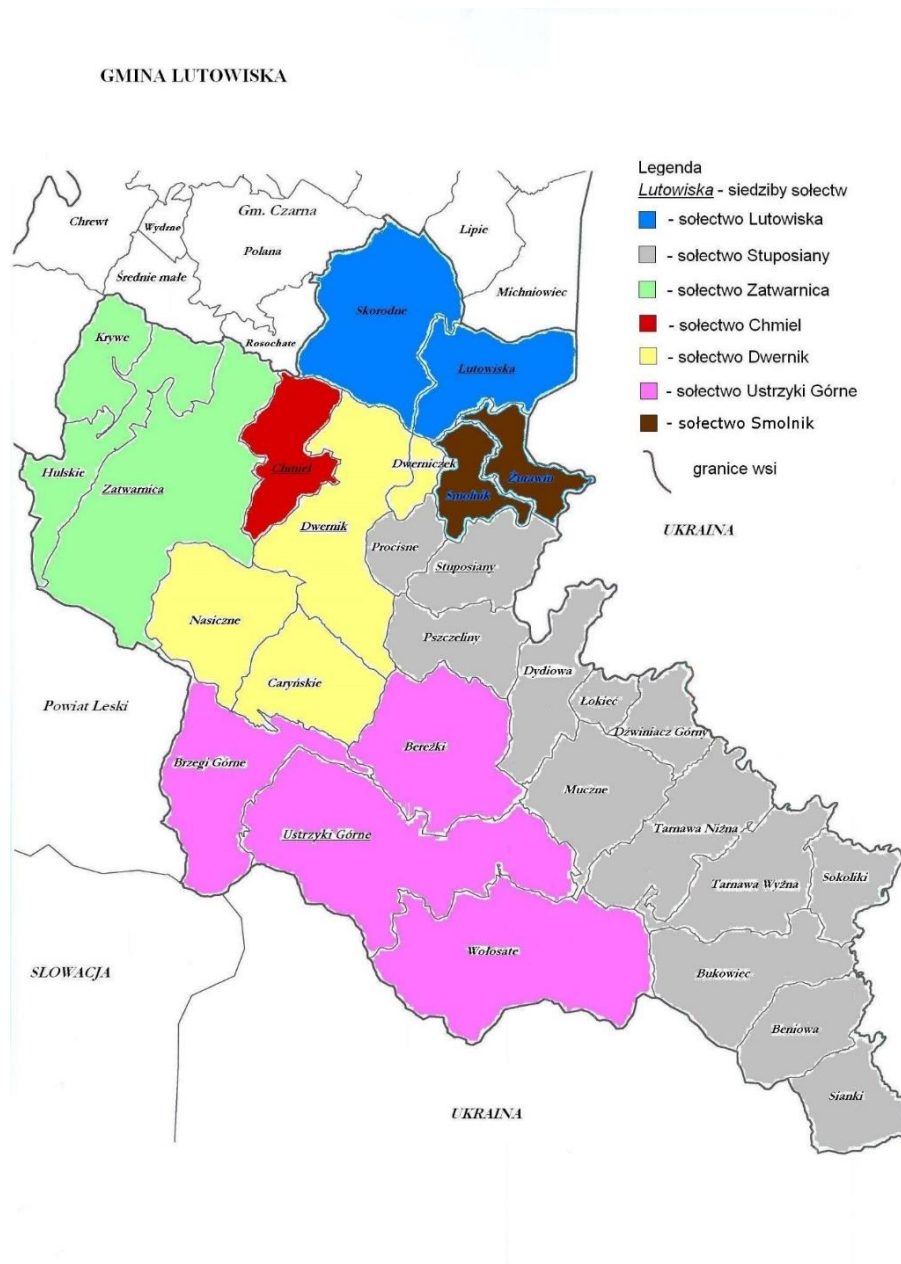 GMINA LUTOWISKA
Legenda
Lutowiska - siedziby sołectw
- sołectwo Lutowiska
- sołectwo Stuposiany
- sołectwo Zatwarnica
- sołectwo Chmiel
- sołectwo Dwernik
- sołectwo Ustrzyki Górne
- sołectwo Smolnik
granice wsi
Chrewt
Wydrne
Gm. Czarna
Polana
Lipie
Średnie małe
Michniowiec
Skorodne
Krywe
Rosochate
Lutowiska
Hulskie
Zatwarnica
Chmiel
Dwerniczek
Smolnik
Żurawin
Dwernik
UKRAINA
Procisne
Stuposiany
Nasiczne
Pszczeliny
Caryńskie
Dydiowa
Łokieć
Dźwiniacz Górny
Powiat Leski
Brzegi Górne
Bereżki
Muczne
Ustrzyki Górne
Tarnawa Niżna
Tarnawa Wyżna
Sokoliki
Wołosate
SLOWACJA
Bukowiec
Beniowa
Sianki
UKRAINA